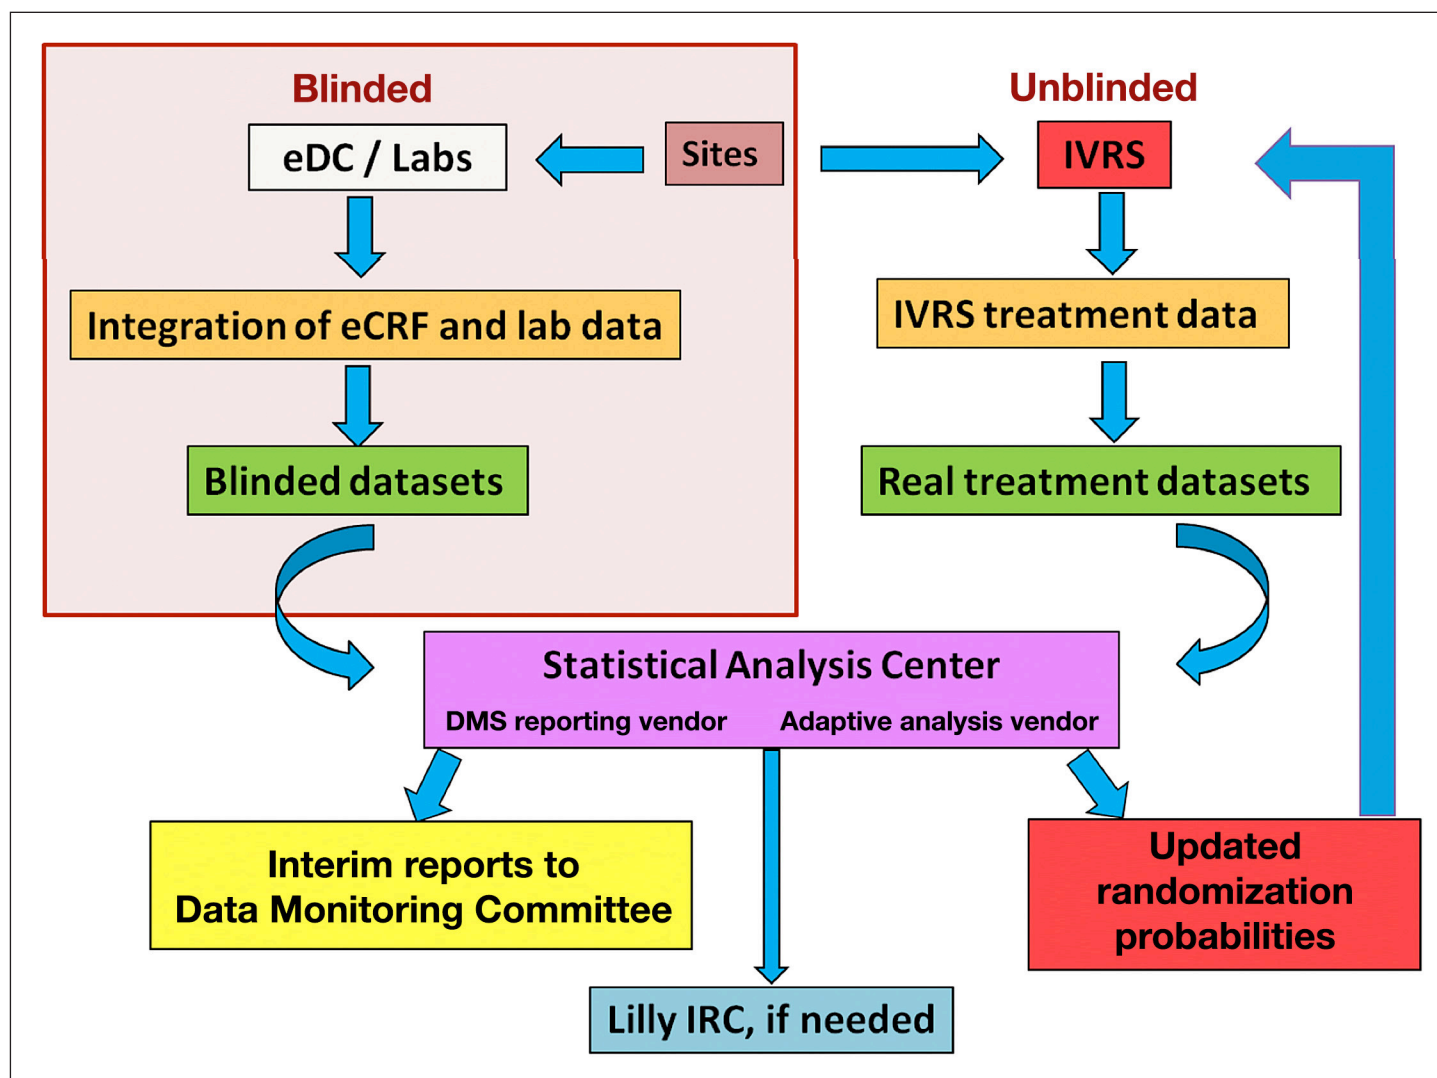 Blinded
Unblinded
eDC / Labs
Sites
IVRS
Integration of eCRF and lab data
IVRS treatment data
Blinded datasets
Real treatment datasets
Statistical Analysis Center
DMS reporting vendor
Adaptive analysis vendor
Interim reports to
Data Monitoring Committee
Updated
randomization
probabilities
Lilly IRC, if needed